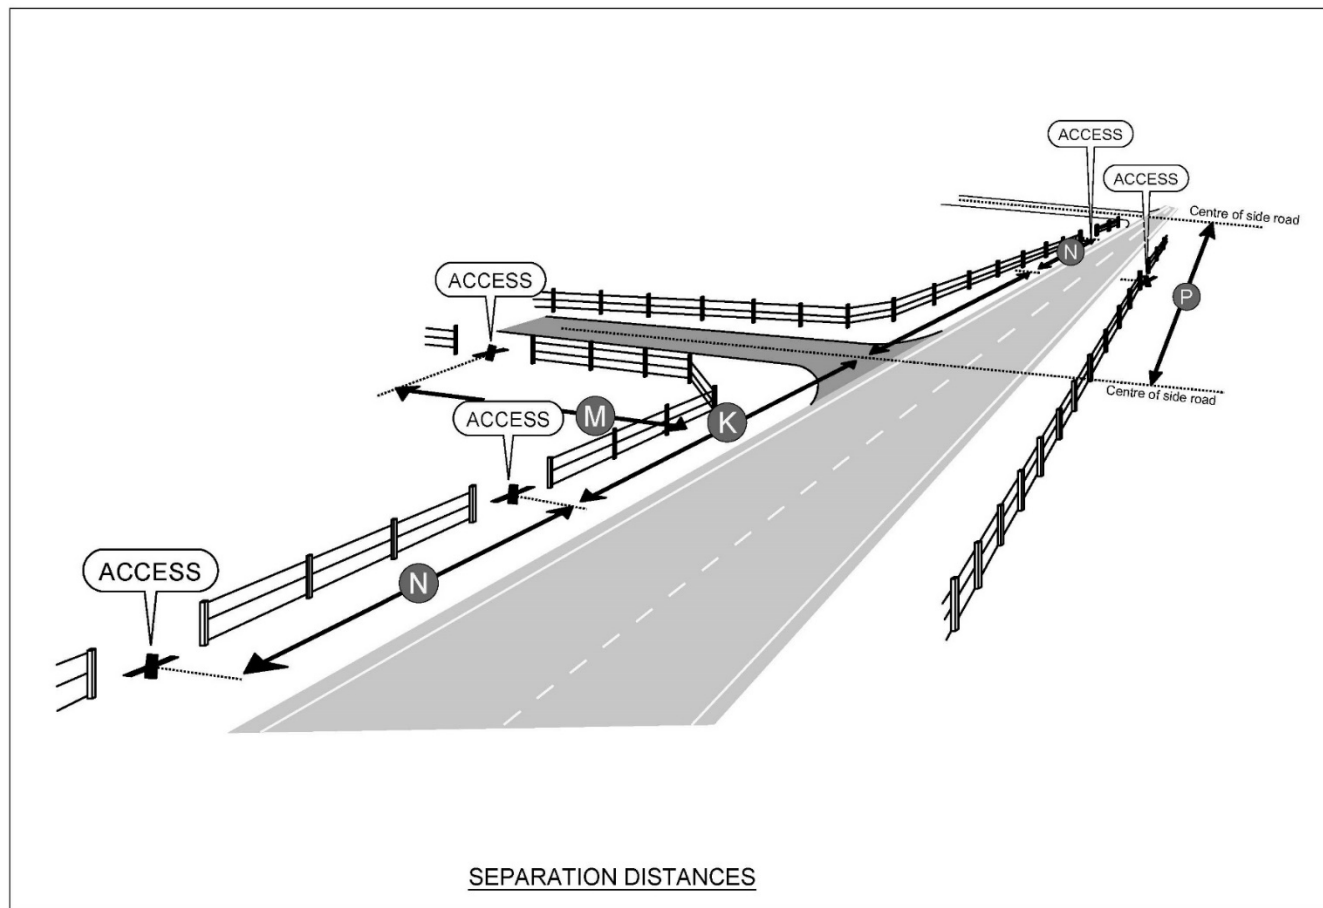 ACCESS
ACCESS
Centre of side road
N
ACCESS
P
Centre of side road
M
K
ACCESS
N
ACCESS
SEPARATION DISTANCES